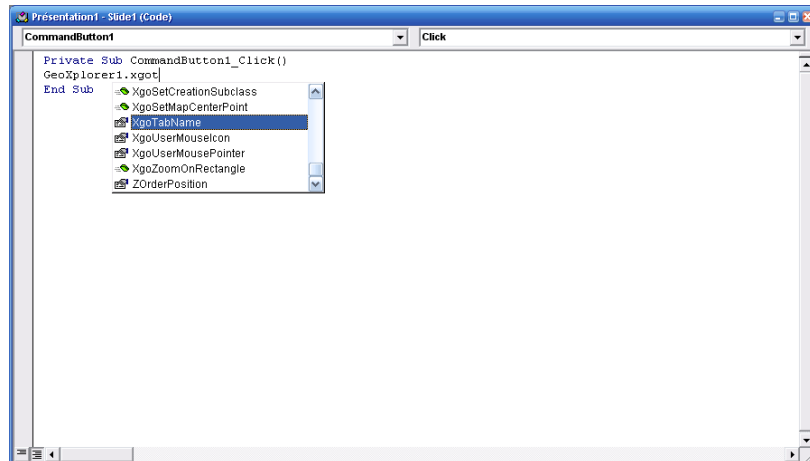 Présentation1 - Slide1 (Code)
CommandButton1
Click
Private Sub CommandButton1_Click()
GeoXplorer1.xgot
End Sub
XgoSetCreationSubclass
XgoSetMapCenterPoint
XgoTabName
XgoUserMouseIcon
XgoUserMousePointer
XgoZoomOnRectangle
ZOrderPosition